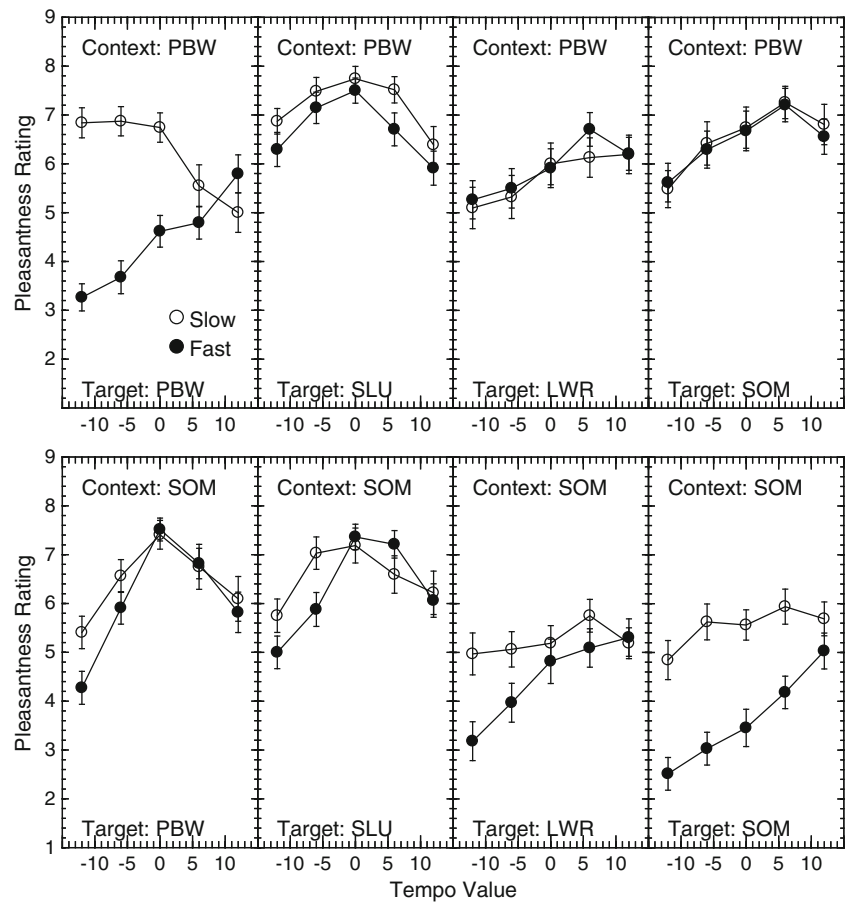 9
8
7
6
5
4
3
2
Pleasantness Rating
Context: PBW
Context: PBW
Context: PBW
Context: PBW
Slow
Fast
Target: PBW
Target: SLU
Target: LWR
Target: SOM
-10 -5 0 5 10
-10 -5 0 5 10
-10 -5 0 5 10
-10 -5 0 5 10
9
8
7
6
5
4
3
2
1
Pleasantness Rating
Context: SOM
Context: SOM
Context: SOM
Context: SOM
Target: PBW
Target: SLU
Target: LWR
Target: SOM
-10 -5 0 5 10
-10 -5 0 5 10
-10 -5 0 5 10
-10 -5 0 5 10
Tempo Value